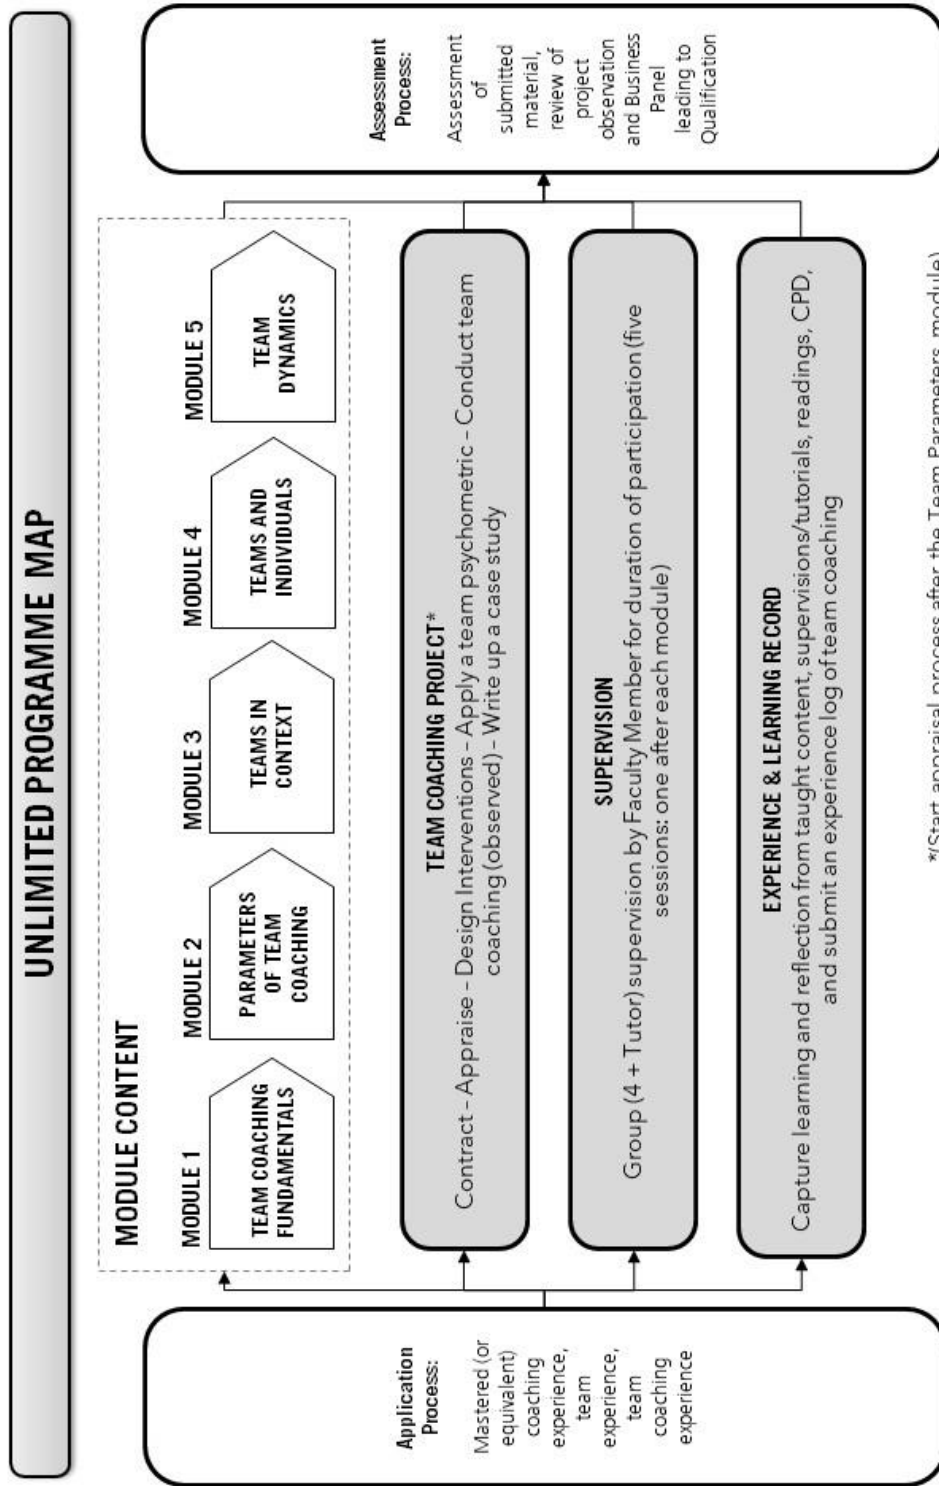 UNLIMITED PROGRAMME MAP
Application
Process:
Mastered (or
equivalent)
coaching
experience,
team
experience,
team
coaching
experience
MODULE CONTENT
MODULE 1
TEAM COACHING
FUNDAMENTALS
MODULE 2
PARAMETERS
OF TEAM
COACHING
MODULE 3
TEAMS IN
CONTEXT
MODULE 4
TEAMS AND
INDIVIDUALS
MODULE 5
TEAM
DYNAMICS
TEAM COACHING PROJECT*
Contract – Appraise – Design Interventions – Apply a team psychometric – Conduct team
coaching (observed) – Write up a case study
SUPERVISION
Group (4 + Tutor) supervision by Faculty Member for duration of participation (five
sessions: one after each module)
EXPERIENCE & LEARNING RECORD
Capture learning and reflection from taught content, supervisions/tutorials, readings, CPD,
and submit an experience log of team coaching
Assessment
Process:
Assessment
of
submitted
material,
review of
project
observation
and Business
Panel
leading to
Qualification
*(Start appraisal process after the Team Parameters module)